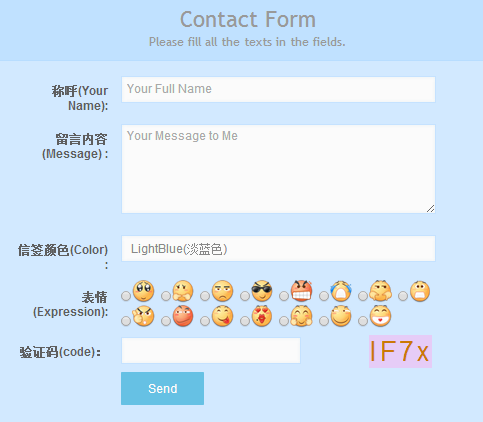 Contact Form
Please fill all the texts in the fields.
称呼(Your Name):
Your Full Name
留言内容(Message) :
Your Message to Me
信签颜色(Color) :
LightBlue(淡蓝色)
表情(Expression):
验证码(code):
IF7x
Send